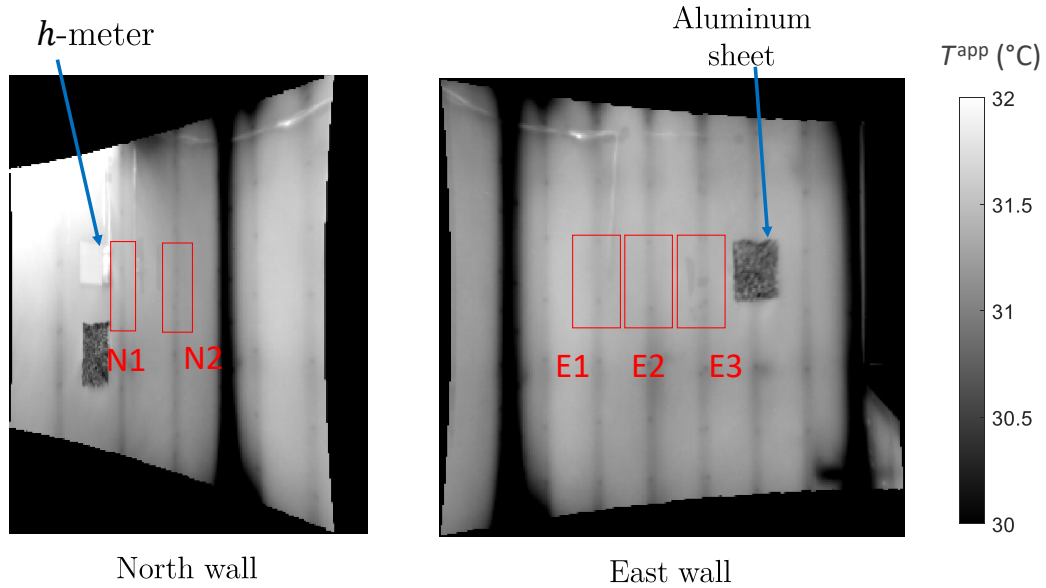 h-meter
Aluminum
sheet
T^app (°C)
32
31.5
31
30.5
30
N1
N2
E1
E2
E3
North wall
East wall